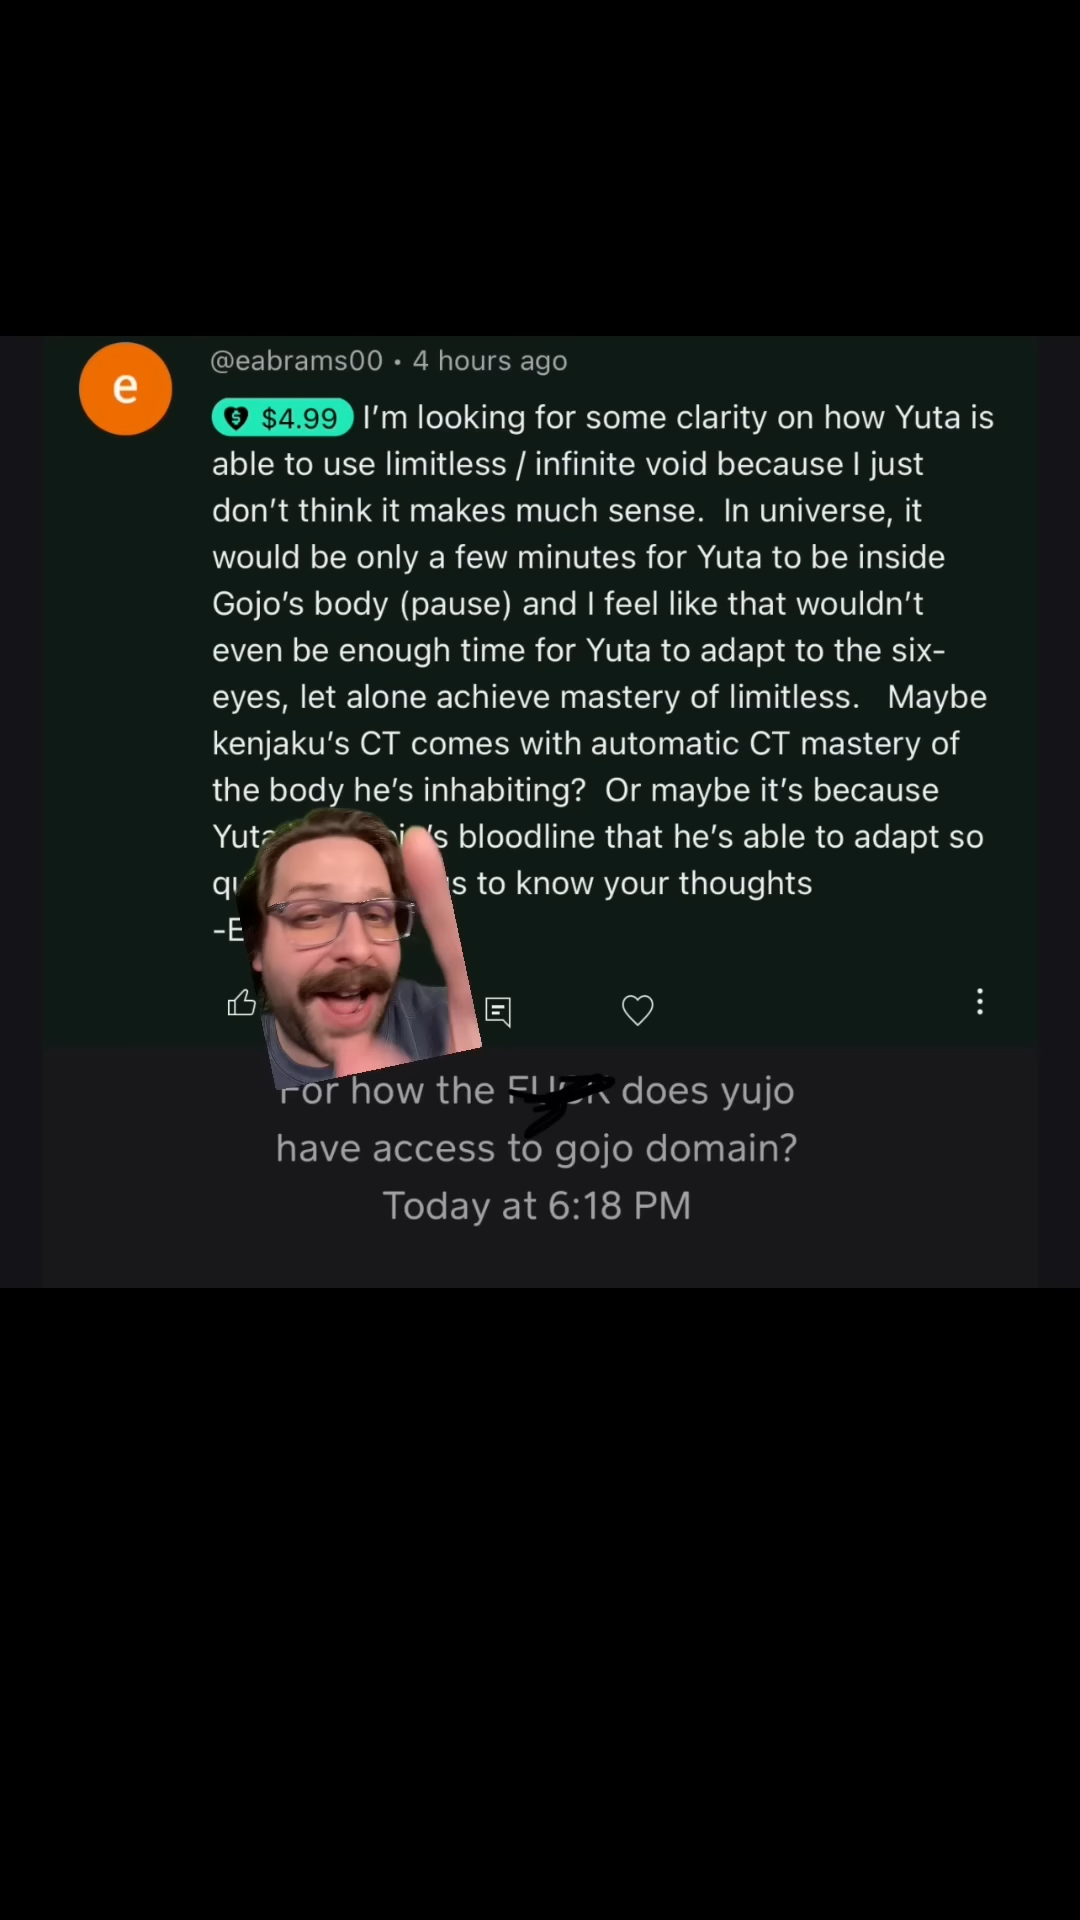 e
@eabrams00 • 4 hours ago
$4.99 I’m looking for some clarity on how Yuta is
able to use limitless / infinite void because I just
don’t think it makes much sense.  In universe, it
would be only a few minutes for Yuta to be inside
Gojo’s body (pause) and I feel like that wouldn’t
even be enough time for Yuta to adapt to the six-
eyes, let alone achieve mastery of limitless.   Maybe
kenjaku’s CT comes with automatic CT mastery of
the body he’s inhabiting?  Or maybe it’s because
bloodline that he’s able to adapt so
to know your thoughts
For how the FUCK does yujo
have access to gojo domain?
Today at 6:18 PM